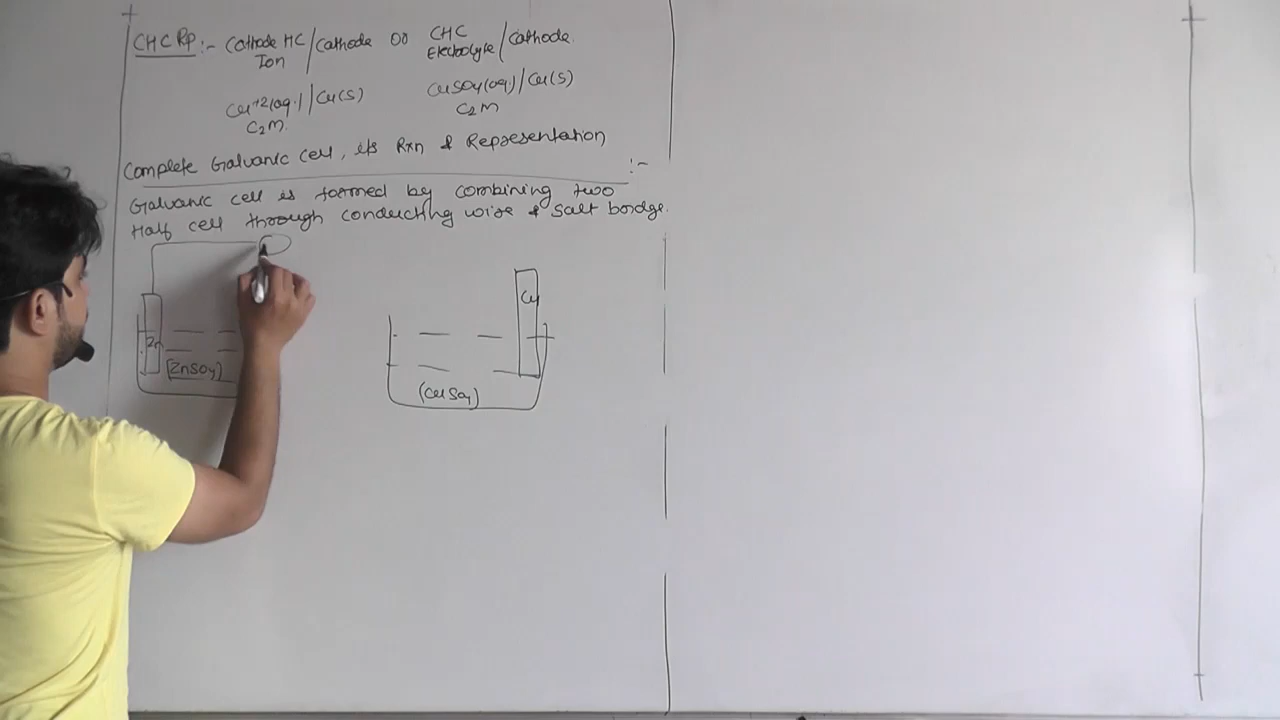 CHC Rp :- Cathode HC Ion / Cathode OR CHC Electrolyte / Cathode
Cu+2(aq.) | Cu(s) CuSO4(aq.) / Cu(s)
C2M. C2M
Complete Galvanic cell, its Rxn & Representation :-
Galvanic cell is formed by combining two
Half cell through conducting wire & salt bridge.
Zn Cu
(ZnSO4) (CuSO4)